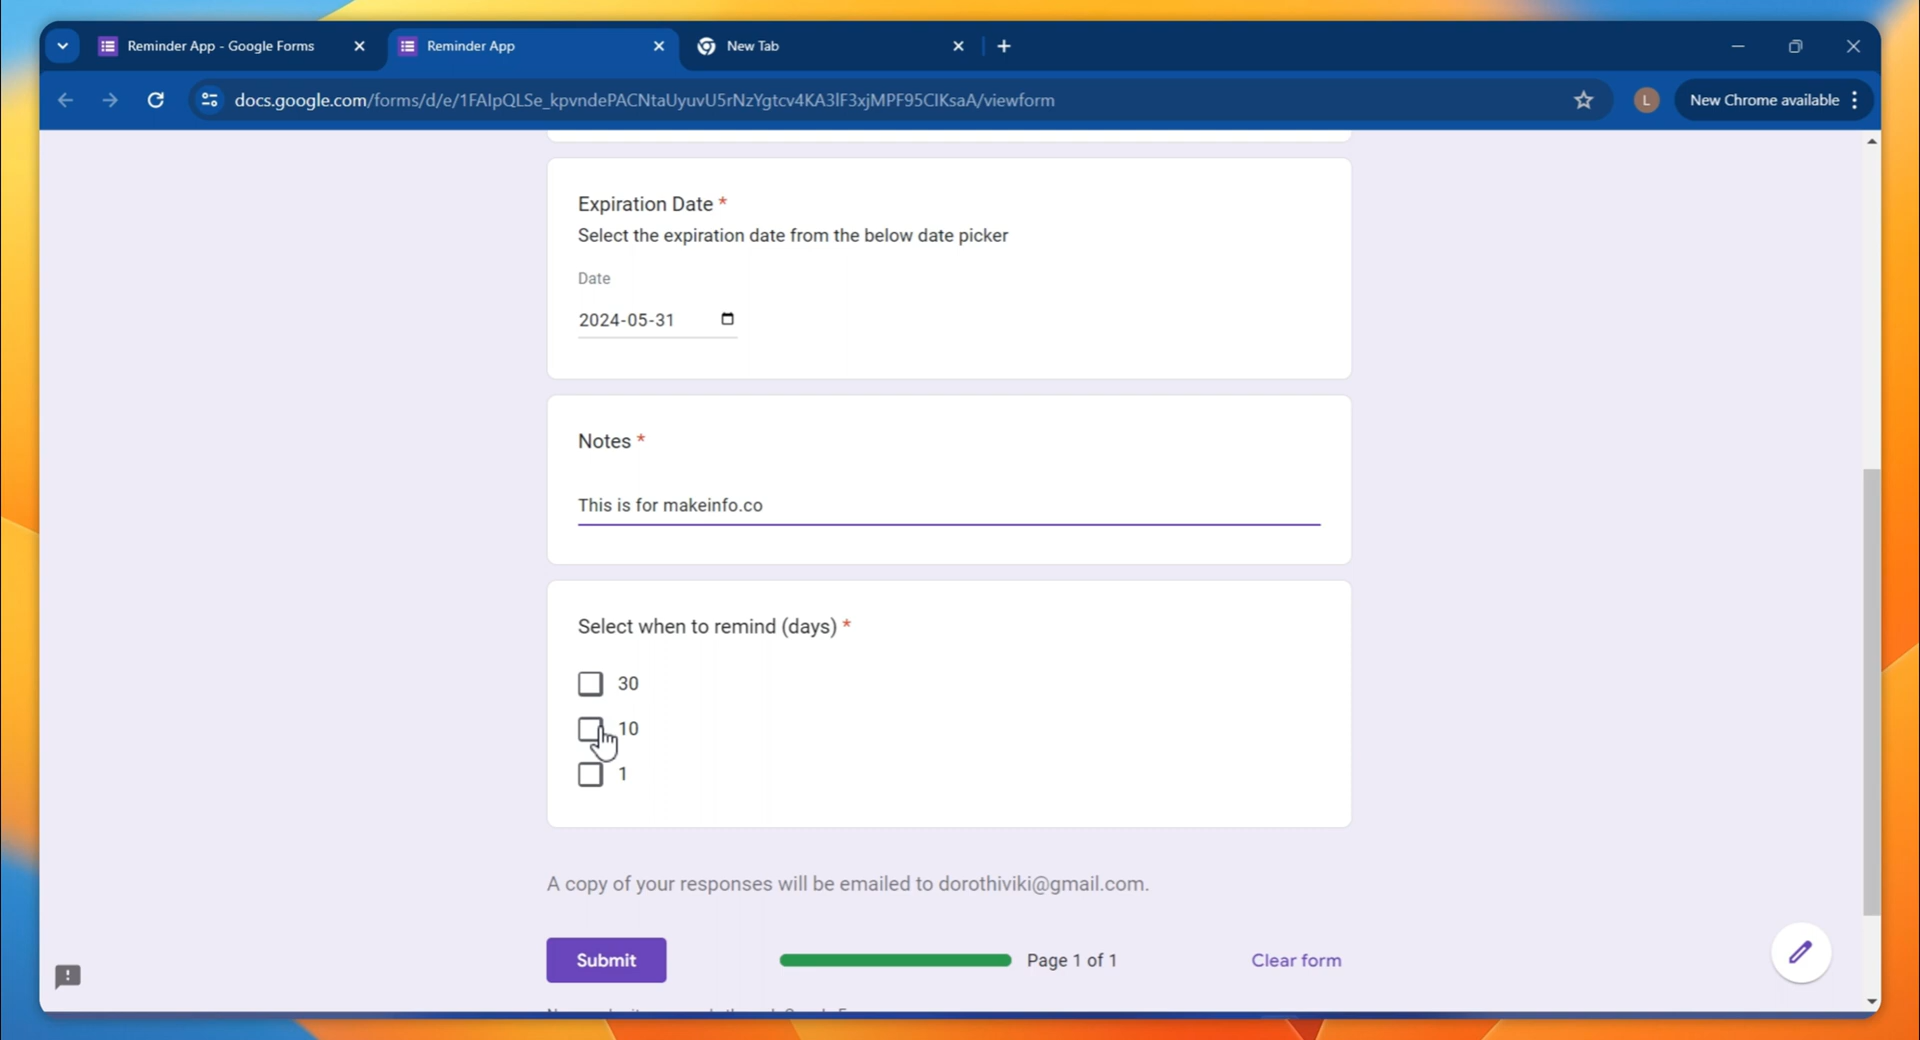 Reminder App - Google Forms
Reminder App
New Tab
docs.google.com/forms/d/e/1FAIpQLSe_kpvndePACNtaUyuvU5rNzYgtcv4KA3lF3xjMPF95CIKsaA/viewform
L
New Chrome available
Expiration Date *
Select the expiration date from the below date picker
Date
2024-05-31
Notes *
This is for makeinfo.co
Select when to remind (days) *
30
10
1
A copy of your responses will be emailed to dorothiviki@gmail.com.
Submit
Page 1 of 1
Clear form